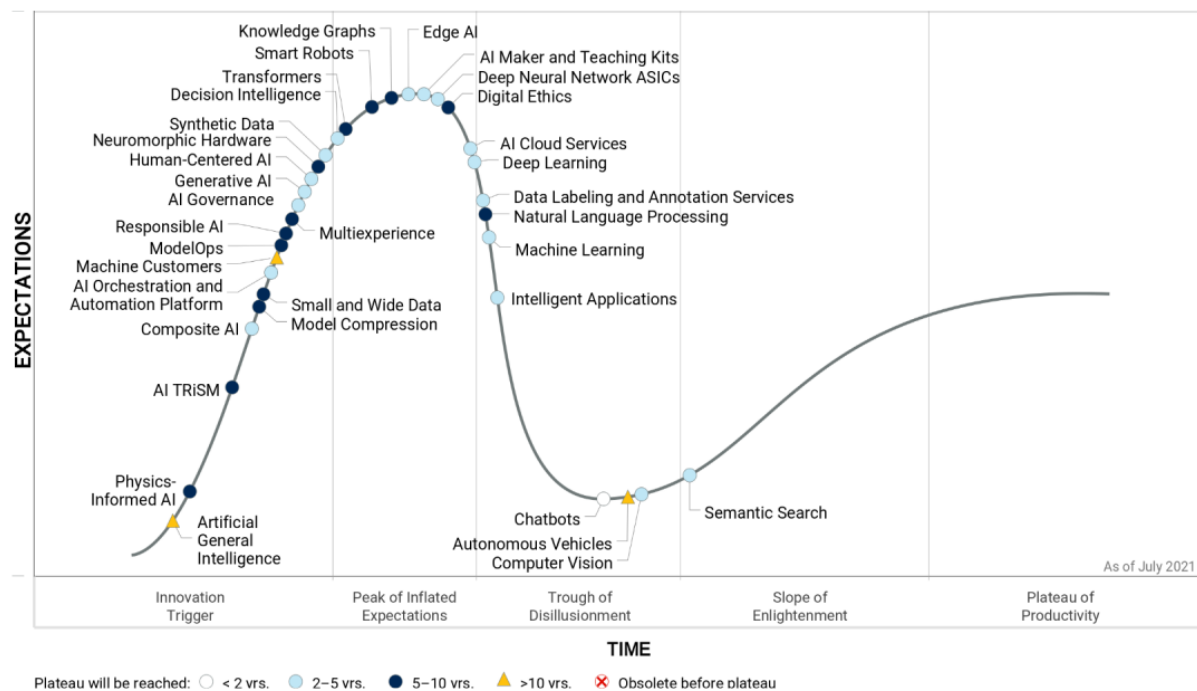 Knowledge Graphs
Edge AI
Smart Robots
AI Maker and Teaching Kits
Transformers
Deep Neural Network ASICs
Decision Intelligence
Digital Ethics
Synthetic Data
Neuromorphic Hardware
AI Cloud Services
Human-Centered AI
Deep Learning
Generative AI
AI Governance
Data Labeling and Annotation Services
Natural Language Processing
Responsible AI
Multiexperience
ModelOps
Machine Learning
Machine Customers
AI Orchestration and
Automation Platform
Small and Wide Data
Intelligent Applications
Composite AI
Model Compression
AI TRiSM
Physics-
Informed AI
Artificial
General
Intelligence
Chatbots
Semantic Search
Autonomous Vehicles
Computer Vision
EXPECTATIONS
As of July 2021
Innovation
Trigger
Peak of Inflated
Expectations
Trough of
Disillusionment
Slope of
Enlightenment
Plateau of
Productivity
TIME
Plateau will be reached: < 2 yrs. 2–5 yrs. 5–10 yrs. >10 yrs. Obsolete before plateau